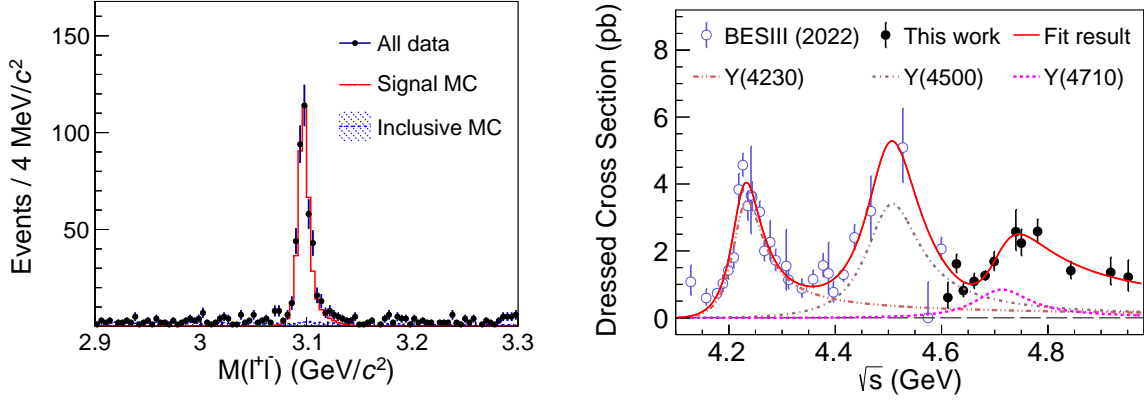 Events / 4 MeV/c²
150
100
50
All data
Signal MC
Inclusive MC
2.9 3 3.1 3.2 3.3
M(l⁺l⁻) (GeV/c²)
Dressed Cross Section (pb)
8
6
4
2
0
BESIII (2022) This work Fit result
Y(4230) Y(4500) Y(4710)
4.2 4.4 4.6 4.8
√s (GeV)